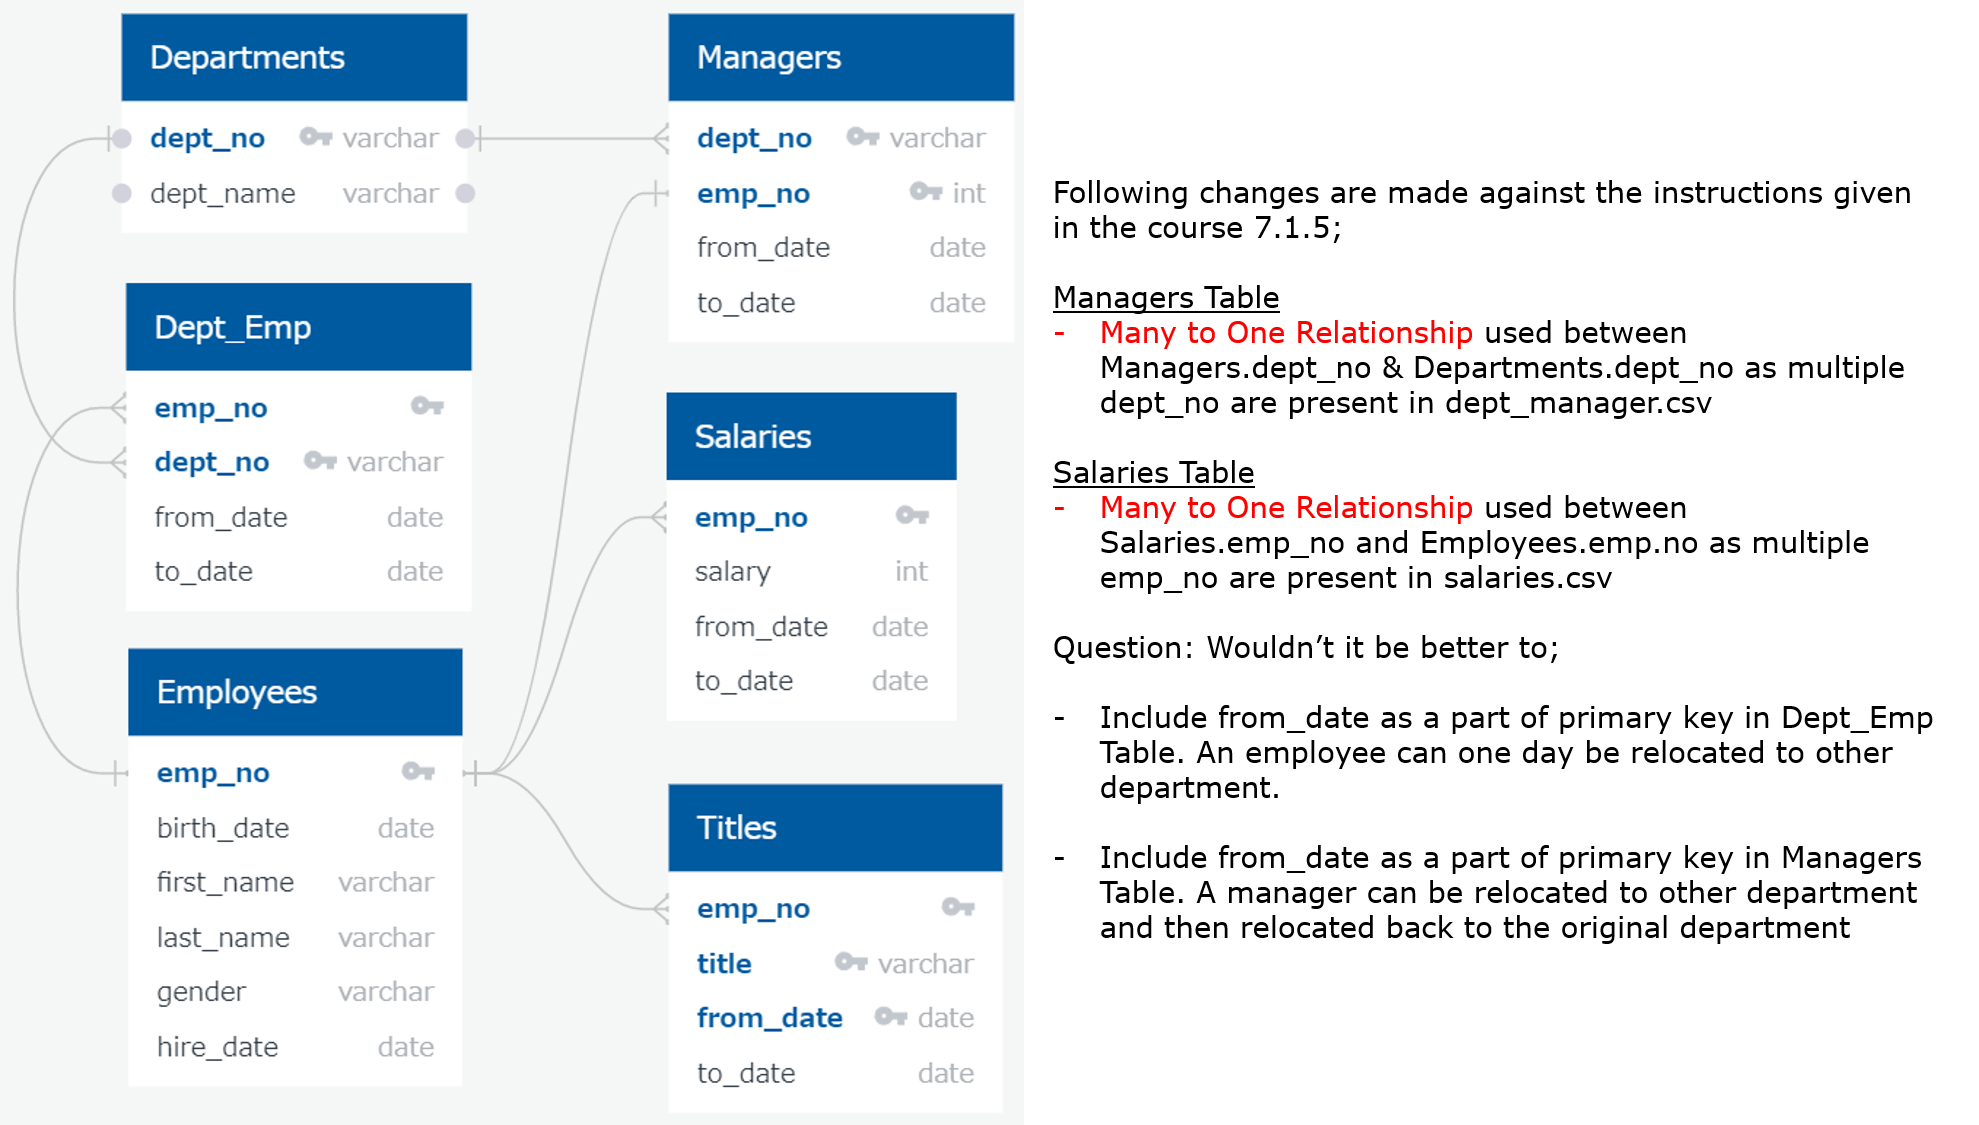 Departments
dept_no varchar
dept_name varchar
Dept_Emp
emp_no
dept_no varchar
from_date date
to_date date
Employees
emp_no
birth_date date
first_name varchar
last_name varchar
gender varchar
hire_date date
Managers
dept_no varchar
emp_no int
from_date date
to_date date
Salaries
emp_no
salary int
from_date date
to_date date
Titles
emp_no
title varchar
from_date date
to_date date
Following changes are made against the instructions given
in the course 7.1.5;
Managers Table
- Many to One Relationship used between
Managers.dept_no & Departments.dept_no as multiple
dept_no are present in dept_manager.csv
Salaries Table
- Many to One Relationship used between
Salaries.emp_no and Employees.emp.no as multiple
emp_no are present in salaries.csv
Question: Wouldn’t it be better to;
- Include from_date as a part of primary key in Dept_Emp
Table. An employee can one day be relocated to other
department.
- Include from_date as a part of primary key in Managers
Table. A manager can be relocated to other department
and then relocated back to the original department